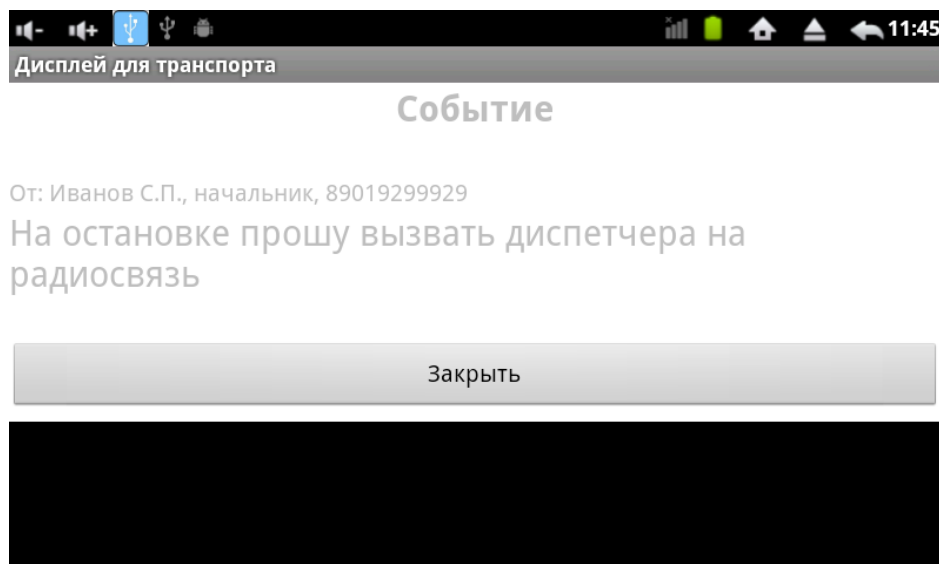 11:45
Дисплей для транспорта
Событие
От: Иванов С.П., начальник, 89019299929
На остановке прошу вызвать диспетчера на
радиосвязь
Закрыть